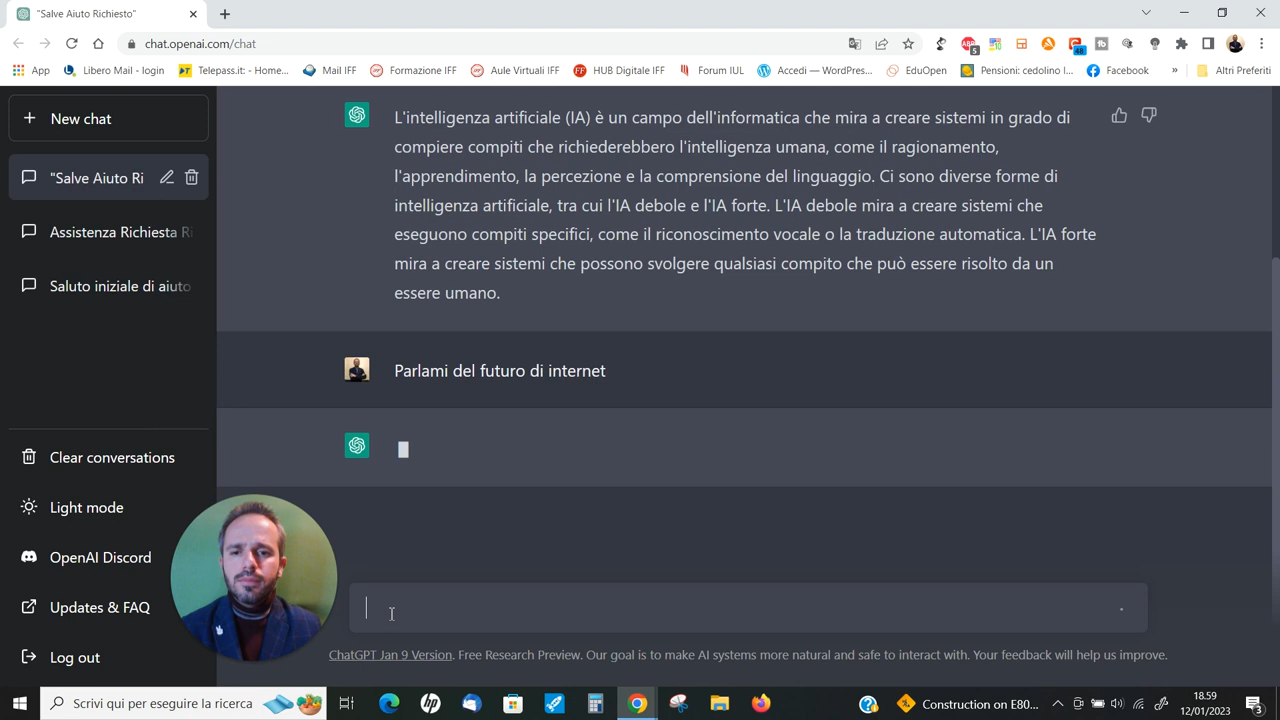 "Salve Aiuto Richiesto"
chat.openai.com/chat
App
Libero Mail - login
Telepass.it: - Home...
Mail IFF
Formazione IFF
Aule Virtuali IFF
HUB Digitale IFF
Forum IUL
Accedi — WordPres...
EduOpen
Pensioni: cedolino I...
Facebook
»
Altri Preferiti
New chat
"Salve Aiuto Ri
Assistenza Richiesta Ri
Saluto iniziale di aiuto
L'intelligenza artificiale (IA) è un campo dell'informatica che mira a creare sistemi in grado di
compiere compiti che richiederebbero l'intelligenza umana, come il ragionamento,
l'apprendimento, la percezione e la comprensione del linguaggio. Ci sono diverse forme di
intelligenza artificiale, tra cui l'IA debole e l'IA forte. L'IA debole mira a creare sistemi che
eseguono compiti specifici, come il riconoscimento vocale o la traduzione automatica. L'IA forte
mira a creare sistemi che possono svolgere qualsiasi compito che può essere risolto da un
essere umano.
Parlami del futuro di internet
Clear conversations
Light mode
OpenAI Discord
Updates & FAQ
Log out
ChatGPT Jan 9 Version. Free Research Preview. Our goal is to make AI systems more natural and safe to interact with. Your feedback will help us improve.
Scrivi qui per eseguire la ricerca
Construction on E80...
18.59
12/01/2023
3